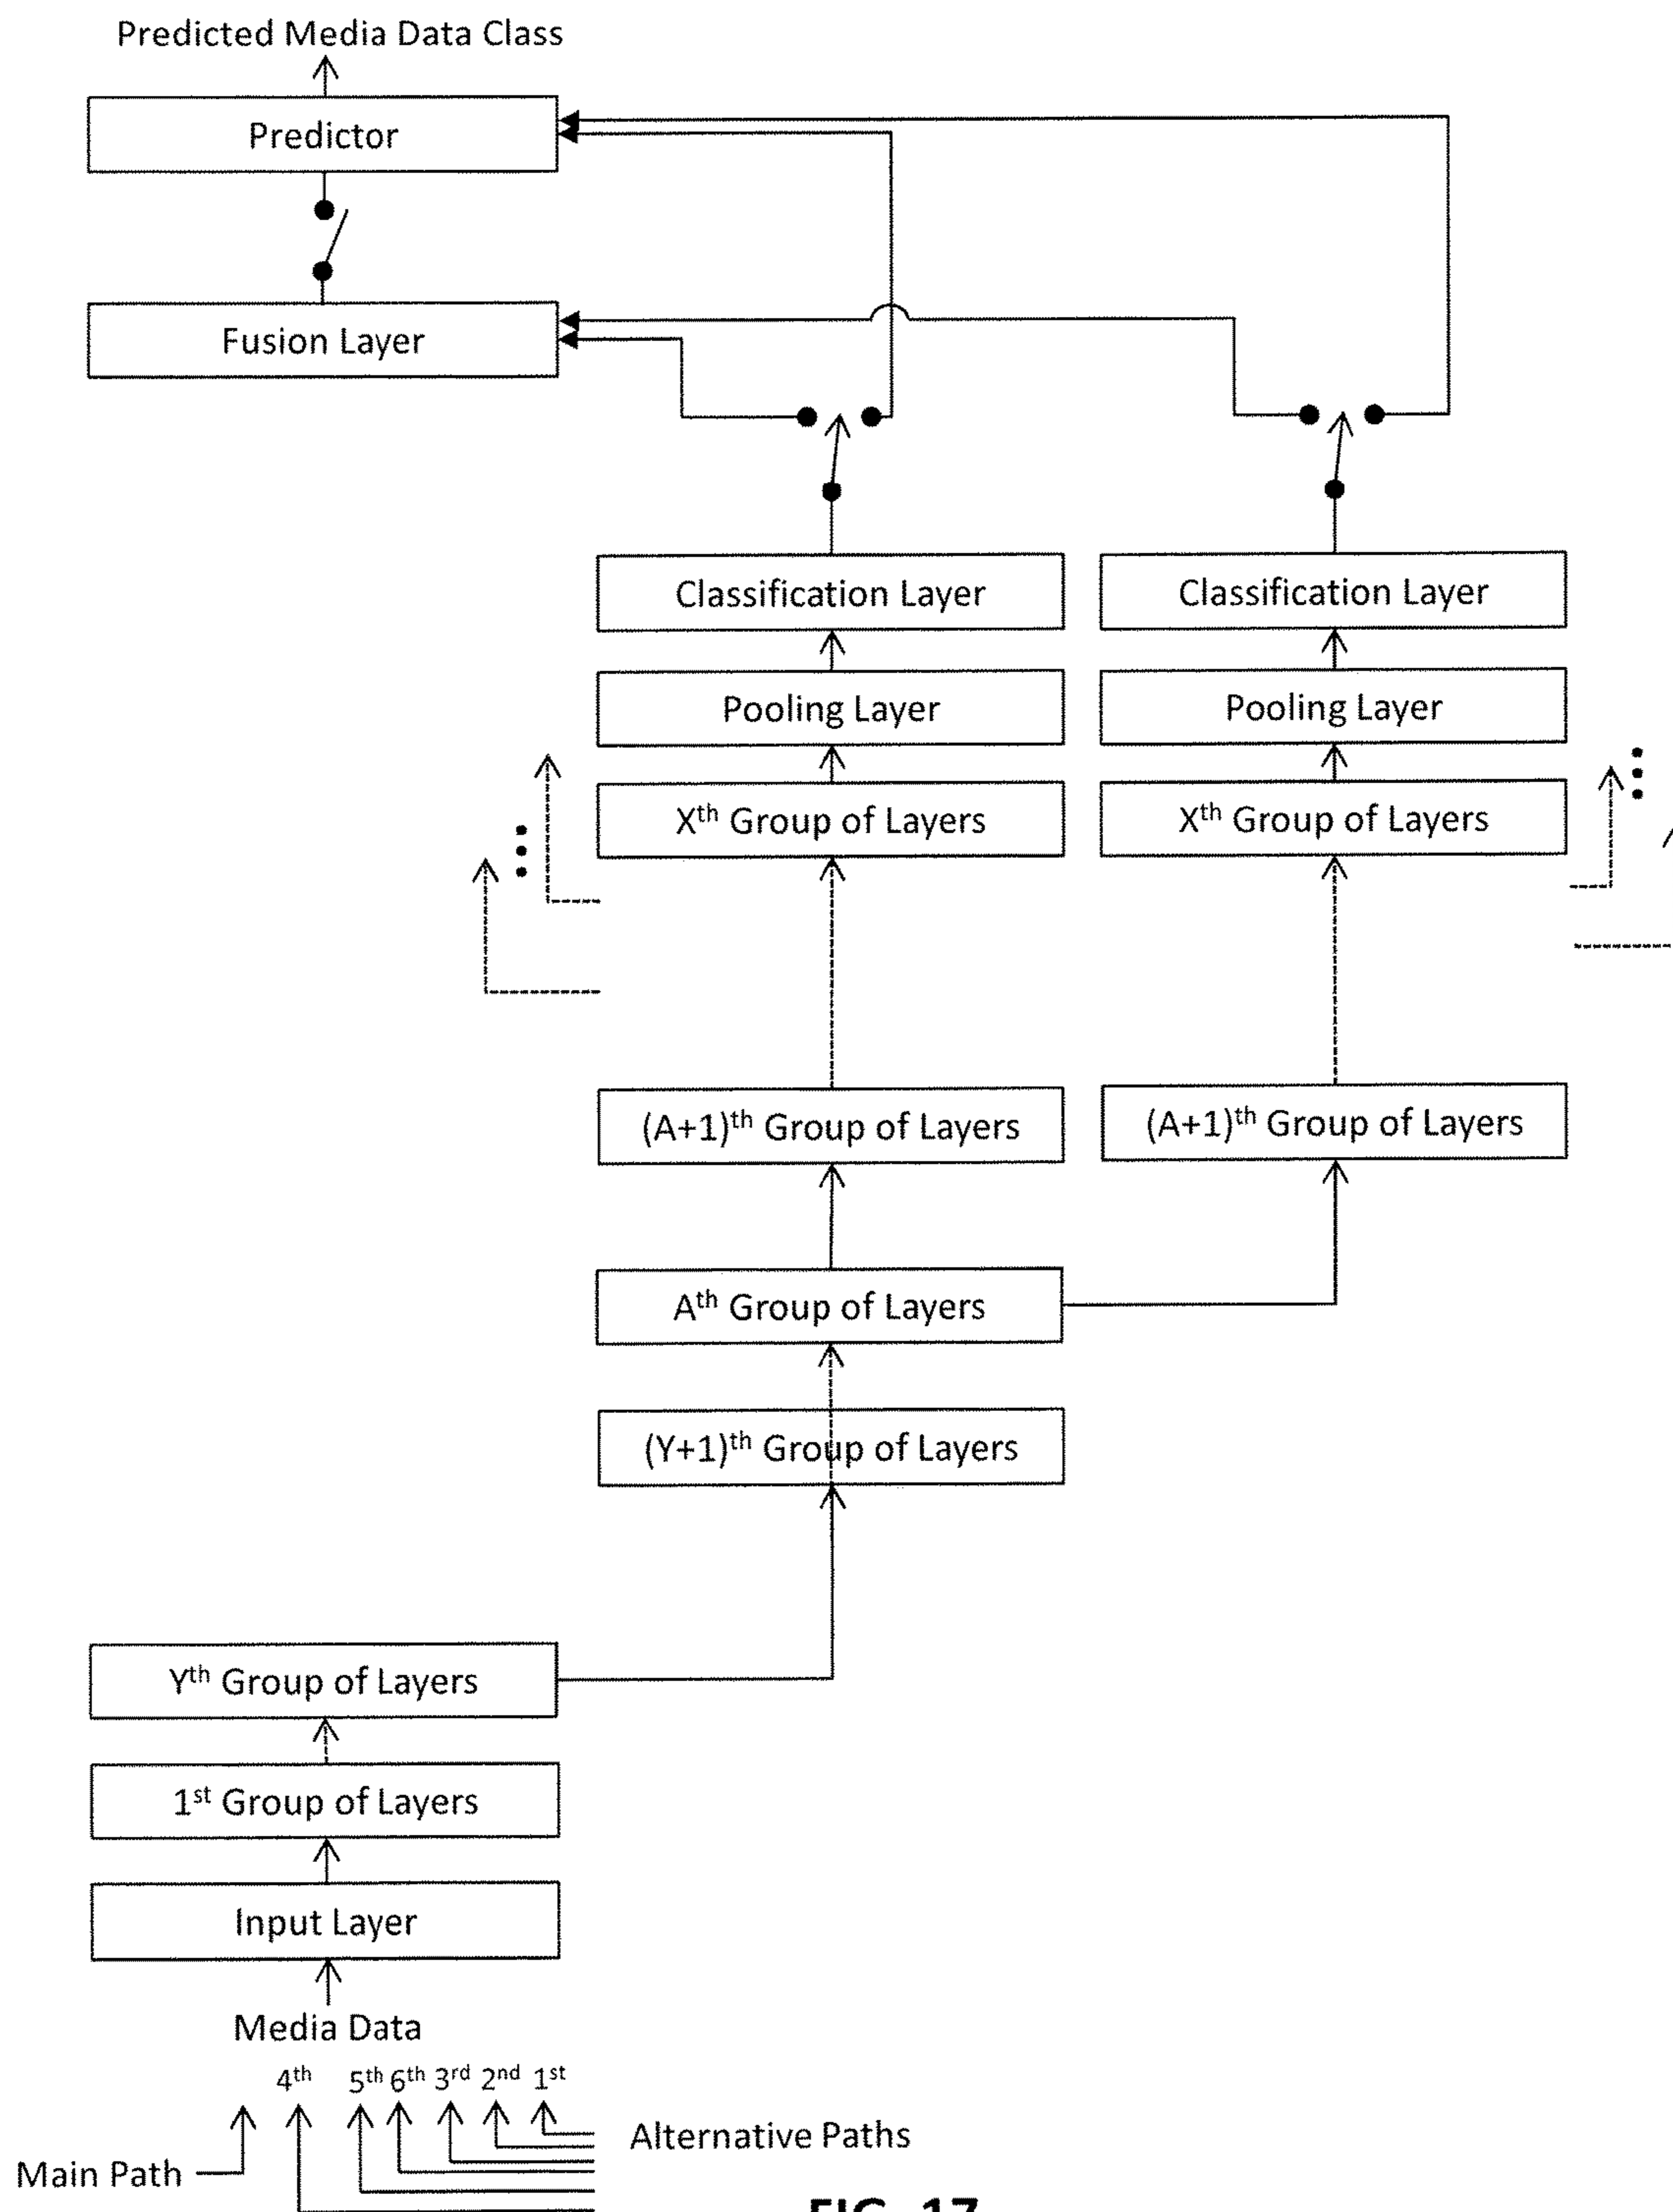 Predicted Media Data Class
Predictor
Fusion Layer
Classification Layer
Classification Layer
Pooling Layer
Pooling Layer
Xth Group of Layers
Xth Group of Layers
(A+1)th Group of Layers
(A+1)th Group of Layers
Ath Group of Layers
(Y+1)th Group of Layers
Yth Group of Layers
1st Group of Layers
Input Layer
Media Data
4th 5th 6th 3rd 2nd 1st
Alternative Paths
Main Path
FIG. 17